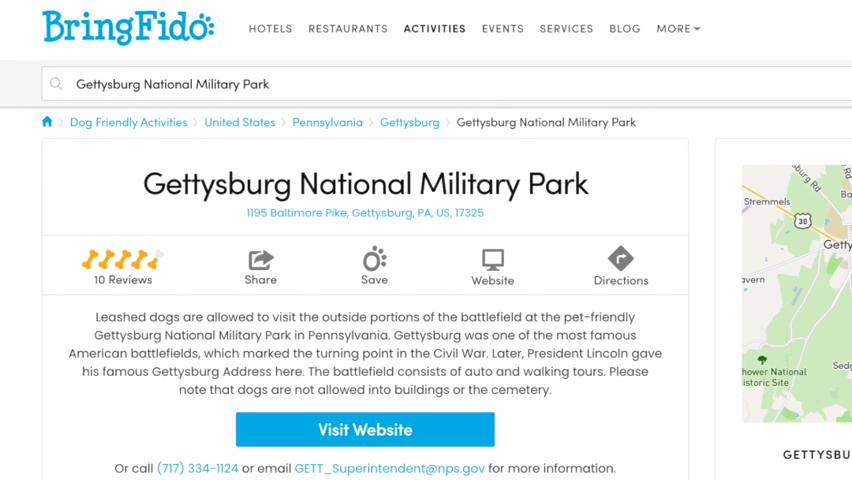 BringFido
HOTELS RESTAURANTS ACTIVITIES EVENTS SERVICES BLOG MORE
Gettysburg National Military Park
Dog Friendly Activities > United States > Pennsylvania > Gettysburg > Gettysburg National Military Park
Gettysburg National Military Park
1195 Baltimore Pike, Gettysburg, PA, US, 17325
10 Reviews Share Save Website Directions
Leashed dogs are allowed to visit the outside portions of the battlefield at the pet-friendly
Gettysburg National Military Park in Pennsylvania. Gettysburg was one of the most famous
American battlefields, which marked the turning point in the Civil War. Later, President Lincoln gave
his famous Gettysburg Address here. The battlefield consists of auto and walking tours. Please
note that dogs are not allowed into buildings or the cemetery.
Visit Website
Or call (717) 334-1124 or email GETT_Superintendent@nps.gov for more information.
Stremmels
30
Getty
avern
hower National
istoric Site
Sedg
GETTYSBU